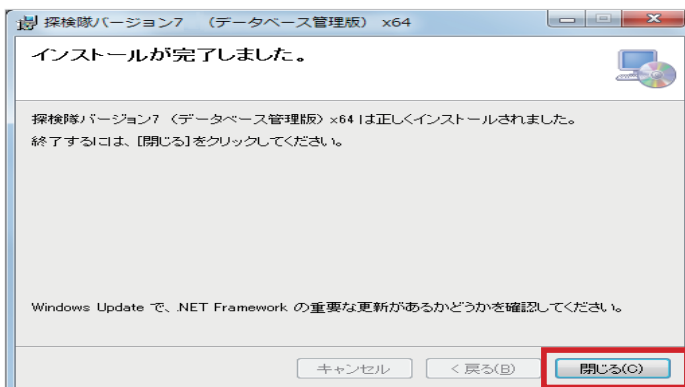 探検隊バージョン7 （データベース管理版） x64
インストールが完了しました。
探検隊バージョン7 （データベース管理版） x64 は正しくインストールされました。
終了するには、[閉じる]をクリックしてください。
Windows Update で、.NET Framework の重要な更新があるかどうかを確認してください。
キャンセル
< 戻る(B)
閉じる(C)